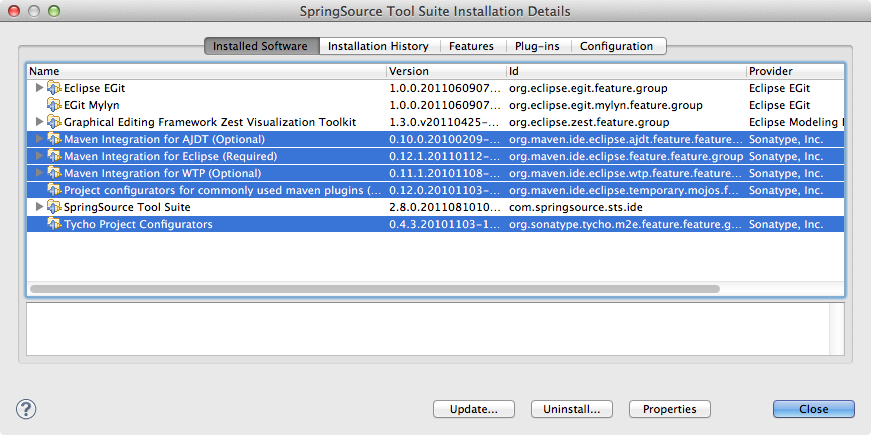 SpringSource Tool Suite Installation Details
Installed Software Installation History Features Plug-ins Configuration
Name Version Id Provider
Eclipse EGit 1.0.0.2011060907... org.eclipse.egit.feature.group Eclipse EGit
EGit Mylyn 1.0.0.2011060907... org.eclipse.egit.mylyn.feature.group Eclipse EGit
Graphical Editing Framework Zest Visualization Toolkit 1.3.0.v20110425-... org.eclipse.zest.feature.group Eclipse Modeling
Maven Integration for AJDT (Optional) 0.10.0.20100209-... org.maven.ide.eclipse.ajdt.feature.feature... Sonatype, Inc.
Maven Integration for Eclipse (Required) 0.12.1.20110112-... org.maven.ide.eclipse.feature.feature.group Sonatype, Inc.
Maven Integration for WTP (Optional) 0.11.1.20101108-... org.maven.ide.eclipse.wtp.feature.feature... Sonatype, Inc.
Project configurators for commonly used maven plugins (... 0.12.0.20101103-... org.maven.ide.eclipse.temporary.mojos.f... Sonatype, Inc.
SpringSource Tool Suite 2.8.0.2011081010... com.springsource.sts.ide
Tycho Project Configurators 0.4.3.20101103-1... org.sonatype.tycho.m2e.feature.feature.g... Sonatype, Inc.
? Update... Uninstall... Properties Close